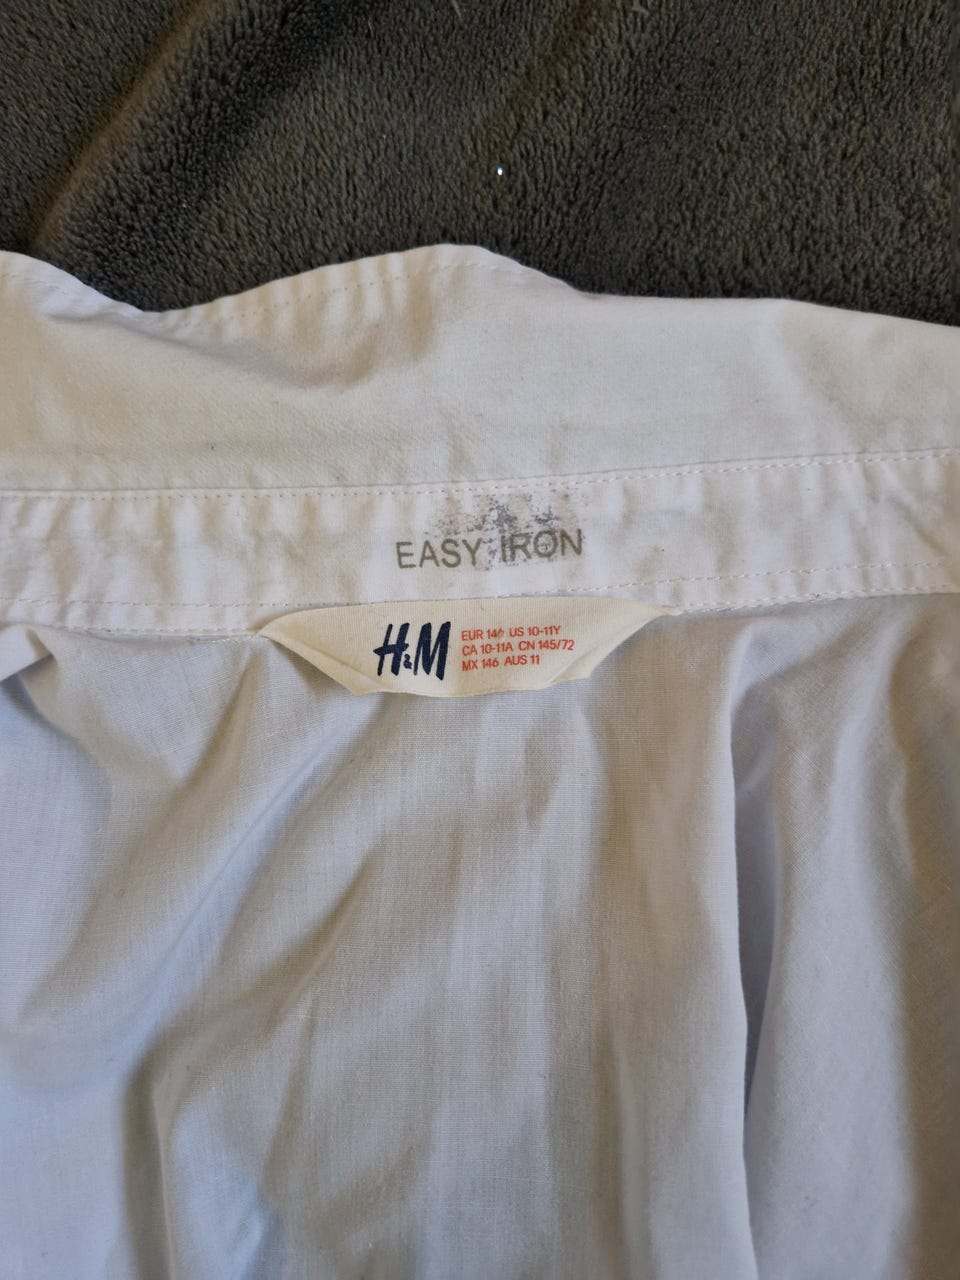 EASY IRON
H&M
EUR 146 US 10-11Y
CA 10-11A CN 145/72
MX 146 AUS 11